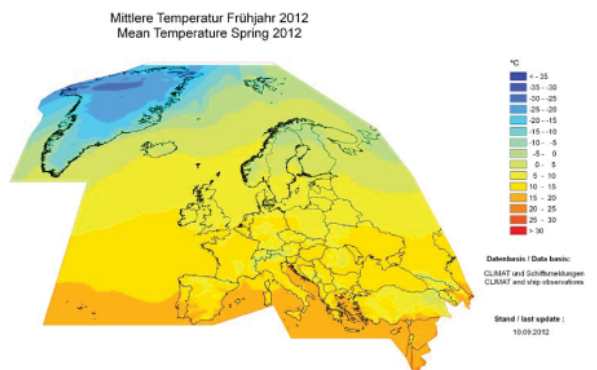 Mittlere Temperatur Frühjahr 2012
Mean Temperature Spring 2012
°C
< -35
-35 - -30
-30 - -25
-25 - -20
-20 - -15
-15 - -10
-10 - -5
-5 - 0
0 - 5
5 - 10
10 - 15
15 - 20
20 - 25
25 - 30
> 30
Datenbasis / Data basis:
CLIMAT und Schiffsmeldungen
CLIMAT and ship observations
Stand / last update :
10.09.2012